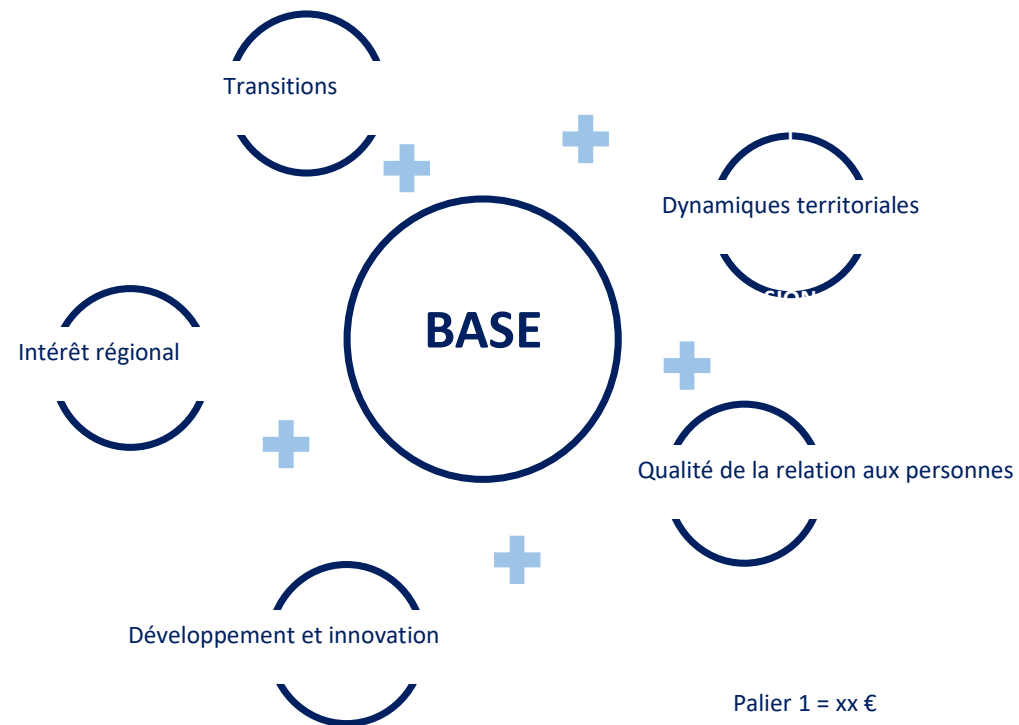 Transitions
Dynamiques territoriales
BASE
Intérêt régional
Qualité de la relation aux personnes
Développement et innovation
Palier 1 = xx €